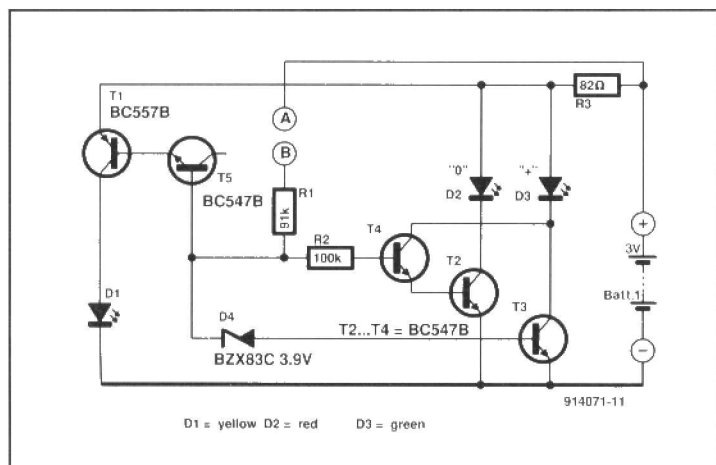 T1
BC557B
A
B
T5
BC547B
R1
91k
R2
100k
T4
T2
"0"
D2
"+"
D3
82Ω
R3
+
3V
Batt.1
−
D1
D4
BZX83C 3.9V
T2...T4 = BC547B
T3
914071-11
D1 = yellow D2 = red D3 = green